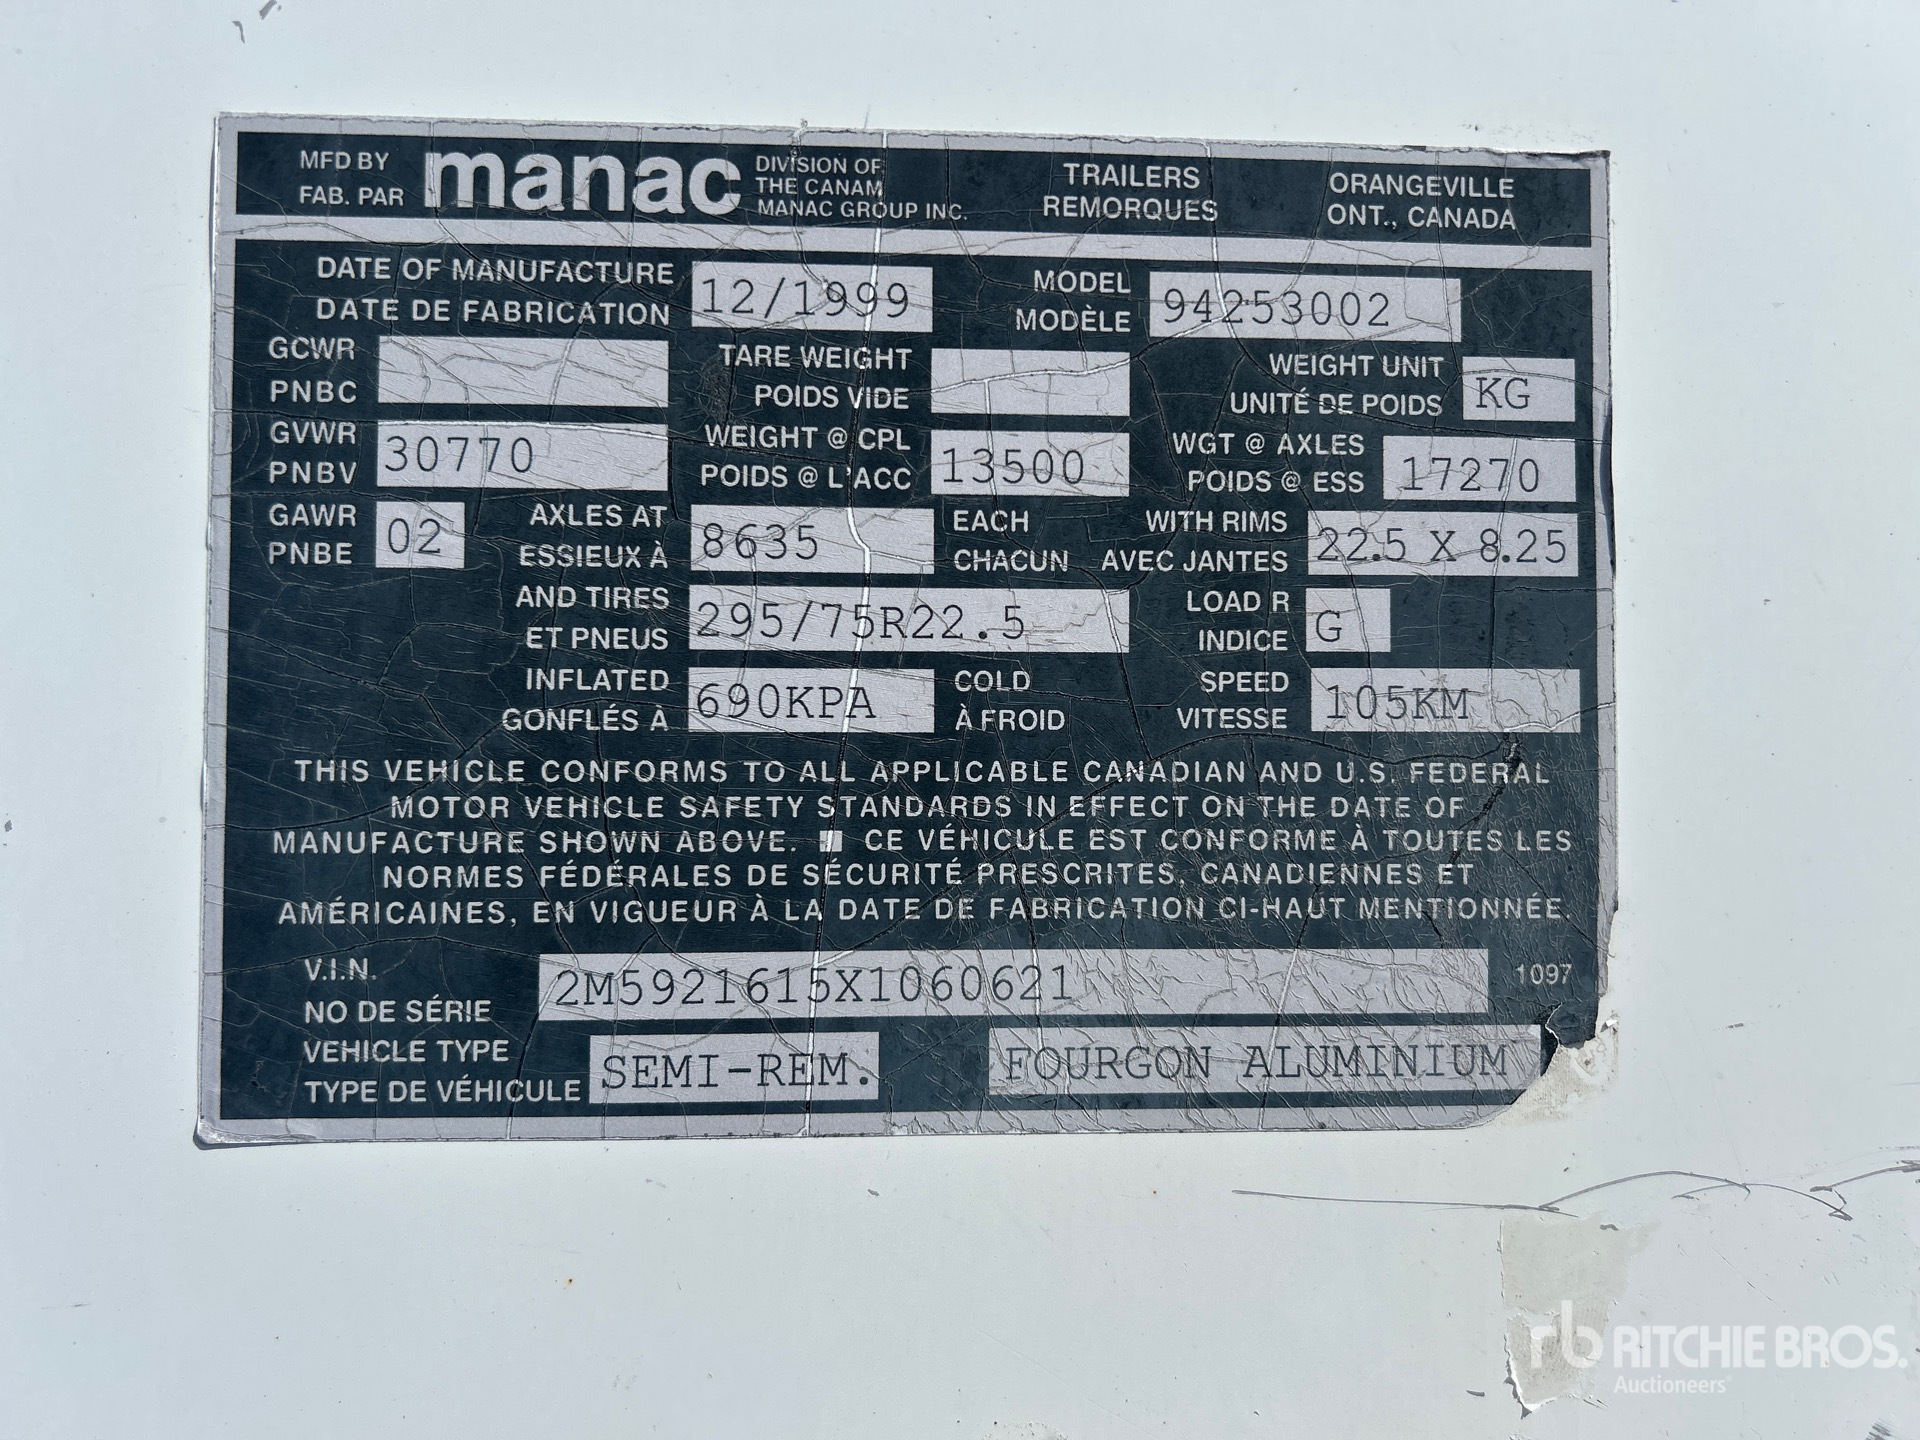 MFD BY
FAB. PAR
manac
DIVISION OF
THE CANAM
MANAC GROUP INC.
TRAILERS
REMORQUES
ORANGEVILLE
ONT., CANADA
DATE OF MANUFACTURE
DATE DE FABRICATION
12/1999
MODEL
MODÈLE
94253002
GCWR
PNBC
TARE WEIGHT
POIDS VIDE
WEIGHT UNIT
UNITÉ DE POIDS
KG
GVWR
PNBV
30770
WEIGHT @ CPL
POIDS @ L'ACC
13500
WGT @ AXLES
POIDS @ ESS
17270
GAWR
PNBE
02
AXLES AT
ESSIEUX À
8635
EACH
CHACUN
WITH RIMS
AVEC JANTES
22.5 X 8.25
AND TIRES
ET PNEUS
295/75R22.5
LOAD R
INDICE
G
INFLATED
GONFLÉS À
690KPA
COLD
À FROID
SPEED
VITESSE
105KM
THIS VEHICLE CONFORMS TO ALL APPLICABLE CANADIAN AND U.S. FEDERAL
MOTOR VEHICLE SAFETY STANDARDS IN EFFECT ON THE DATE OF
MANUFACTURE SHOWN ABOVE. ■ CE VÉHICULE EST CONFORME À TOUTES LES
NORMES FÉDÉRALES DE SÉCURITÉ PRESCRITES, CANADIENNES ET
AMÉRICAINES, EN VIGUEUR À LA DATE DE FABRICATION CI-HAUT MENTIONNÉE.
V.I.N.
NO DE SÉRIE
2M5921615X1060621
1097
VEHICLE TYPE
TYPE DE VÉHICULE
SEMI-REM.
FOURGON ALUMINIUM
rb RITCHIE BROS.
Auctioneers